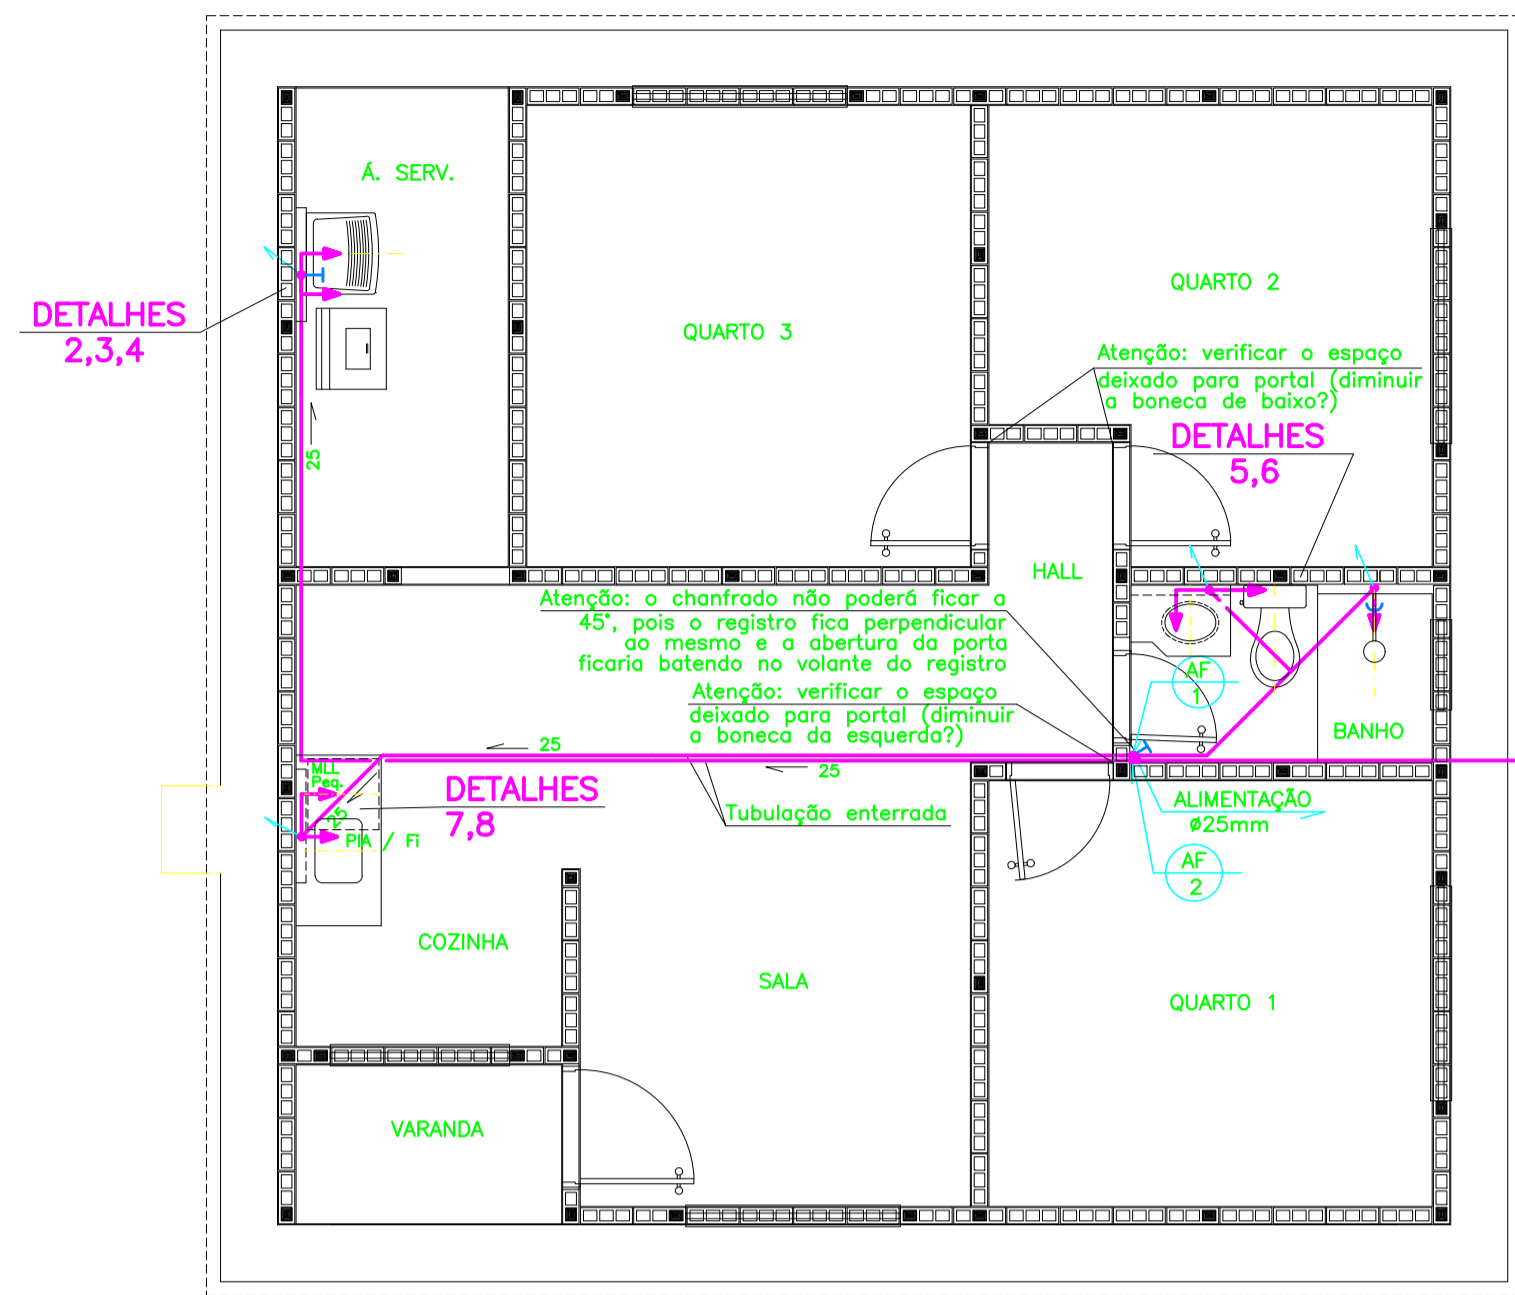 Á. SERV.
DETALHES
2,3,4
25
QUARTO 3
QUARTO 2
Atenção: verificar o espaço
deixado para portal (diminuir
a boneca de baixo?)
DETALHES
5,6
HALL
Atenção: o chanfrado não poderá ficar a
45°, pois o registro fica perpendicular
ao mesmo e a abertura da porta
ficaria batendo no volante do registro
Atenção: verificar o espaço
deixado para portal (diminuir
a boneca da esquerda?)
AF
1
BANHO
25
25
MLL
Peq.
25
PIA / Fi
DETALHES
7,8
Tubulação enterrada
ALIMENTAÇÃO
ø25mm
AF
2
COZINHA
SALA
QUARTO 1
VARANDA